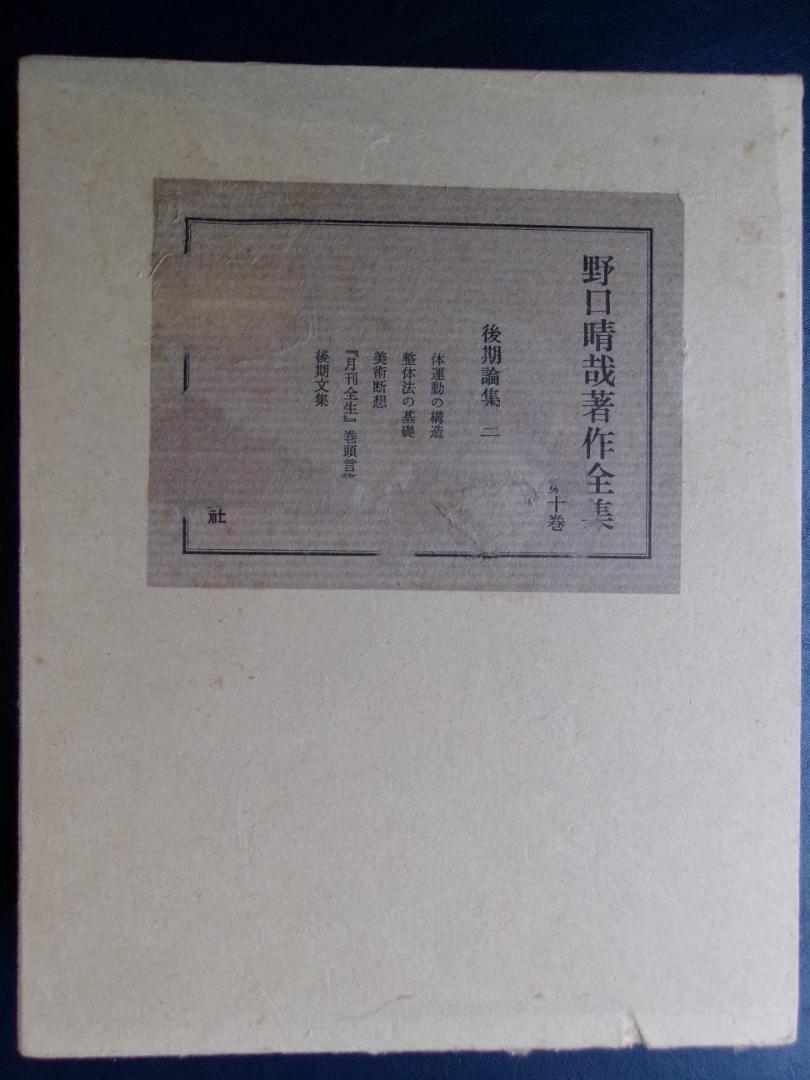 野口晴哉著作全集
第十巻
後期論集 二
体運動の構造
整体法の基礎
美術断想
『月刊全生』巻頭言
後期文集
社